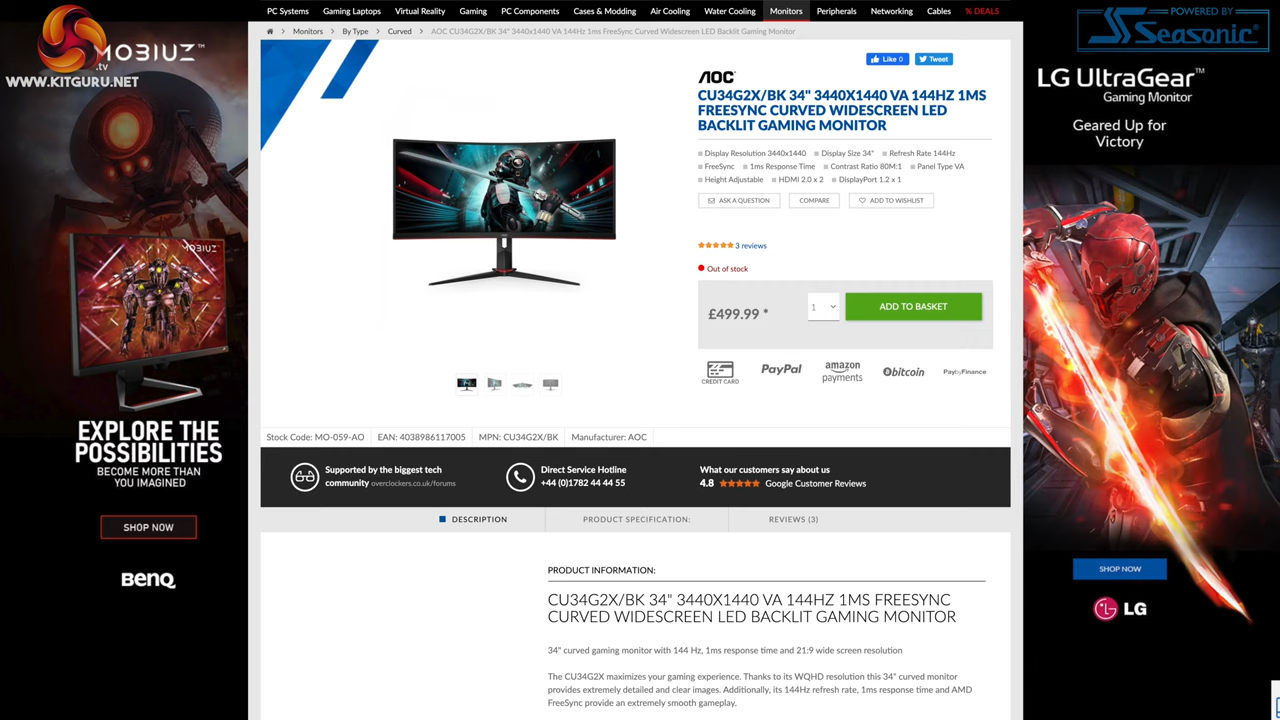 PC Systems Gaming Laptops Virtual Reality Gaming PC Components Cases & Modding Air Cooling Water Cooling Monitors Peripherals Networking Cables % DEALS
Monitors By Type Curved AOC CU34G2X/BK 34" 3440x1440 VA 144Hz 1ms FreeSync Curved Widescreen LED Backlit Gaming Monitor
MOBIUZ™
.tv
WWW.KITGURU.NET
POWERED BY
Seasonic
Like 0 Tweet
AOC
CU34G2X/BK 34" 3440X1440 VA 144HZ 1MS
FREESYNC CURVED WIDESCREEN LED
BACKLIT GAMING MONITOR
LG UltraGear™
Gaming Monitor
Geared Up for
Victory
Display Resolution 3440x1440 Display Size 34" Refresh Rate 144Hz
FreeSync 1ms Response Time Contrast Ratio 80M:1 Panel Type VA
Height Adjustable HDMI 2.0 x 2 DisplayPort 1.2 x 1
ASK A QUESTION COMPARE ADD TO WISHLIST
3 reviews
Out of stock
£499.99 * 1 ADD TO BASKET
CREDIT CARD PayPal amazon payments bitcoin PaybyFinance
MOBIUZ
EXPLORE THE
POSSIBILITIES
BECOME MORE THAN
YOU IMAGINED
SHOP NOW
BenQ
Stock Code: MO-059-AO EAN: 4038986117005 MPN: CU34G2X/BK Manufacturer: AOC
Supported by the biggest tech
community overclockers.co.uk/forums
Direct Service Hotline
+44 (0)1782 44 44 55
What our customers say about us
4.8 Google Customer Reviews
DESCRIPTION PRODUCT SPECIFICATION: REVIEWS (3)
PRODUCT INFORMATION:
CU34G2X/BK 34" 3440X1440 VA 144HZ 1MS FREESYNC
CURVED WIDESCREEN LED BACKLIT GAMING MONITOR
34" curved gaming monitor with 144 Hz, 1ms response time and 21:9 wide screen resolution
The CU34G2X maximizes your gaming experience. Thanks to its WQHD resolution this 34" curved monitor
provides extremely detailed and clear images. Additionally, its 144Hz refresh rate, 1ms response time and AMD
FreeSync provide an extremely smooth gameplay.
SHOP NOW
LG